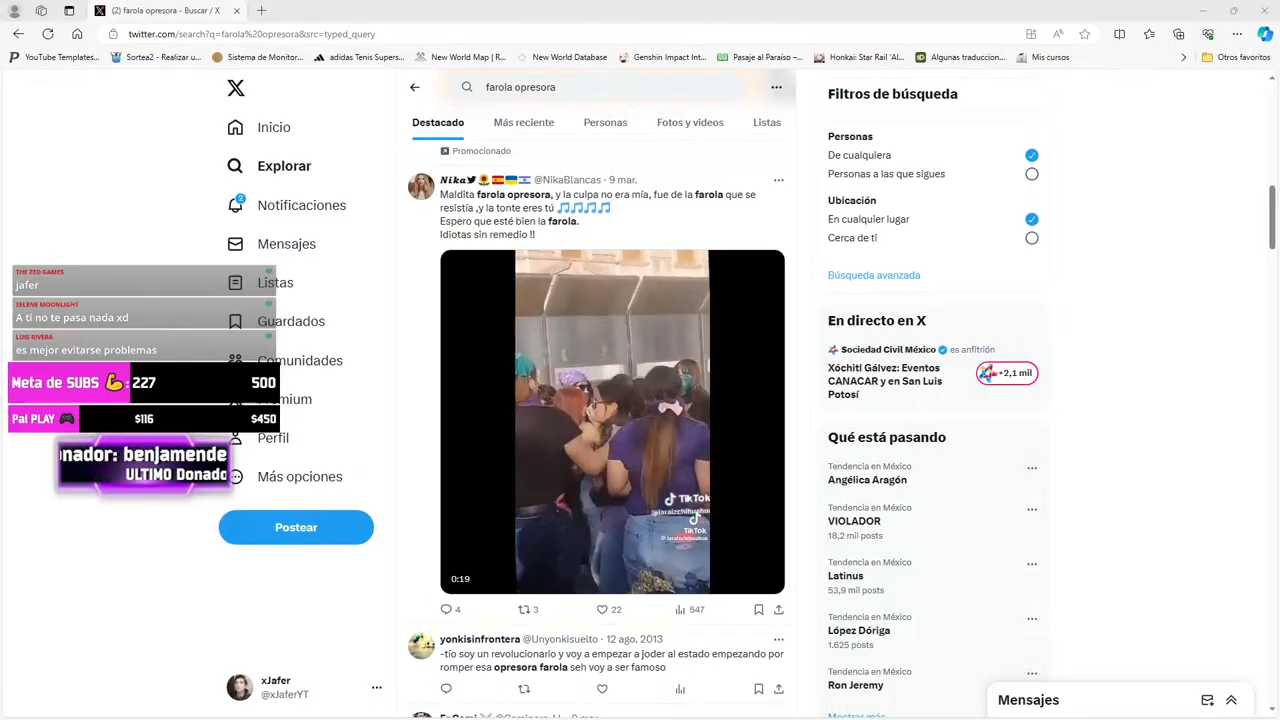 (2) farola opresora - Buscar / X
twitter.com/search?q=farola%20opresora&src=typed_query
YouTube Templates...
Sortea2 - Realizar u...
Sistema de Monitor...
adidas Tenis Supers...
New World Map | R...
New World Database
Genshin Impact Int...
Pasaje al Paraíso –...
Honkai: Star Rail 'Al...
Algunas traduccion...
Mis cursos
Otros favoritos
Inicio
Explorar
2
Notificaciones
Mensajes
Listas
Guardados
Comunidades
emium
Perfil
Más opciones
Postear
xJafer
@xJaferYT
THE ZED GAMES
jafer
SELENE MOONLIGHT
A ti no te pasa nada xd
LUIS RIVERA
es mejor evitarse problemas
Meta de SUBS 💪: 227 500
Pal PLAY 🎮 $116 $450
onador: benjamende
ULTIMO Donado
farola opresora
Destacado
Más reciente
Personas
Fotos y videos
Listas
Promocionado
Nika @NikaBlancas · 9 mar.
Maldita farola opresora, y la culpa no era mía, fue de la farola que se
resistía ,y la tonte eres tú 🎵🎵🎵🎵
Espero que esté bien la farola.
Idiotas sin remedio !!
TikTok
TikTok
0:19
4 3 22 547
yonkisinfrontera @Unyonkisuelto · 12 ago. 2013
-tío soy un revolucionario y voy a empezar a joder al estado empezando por
romper esa opresora farola seh voy a ser famoso
Filtros de búsqueda
Personas
De cualquiera
Personas a las que sigues
Ubicación
En cualquier lugar
Cerca de ti
Búsqueda avanzada
En directo en X
Sociedad Civil México es anfitrión
Xóchitl Gálvez: Eventos
CANACAR y en San Luis
Potosí
+2,1 mil
Qué está pasando
Tendencia en México
Angélica Aragón
Tendencia en México
VIOLADOR
18,2 mil posts
Tendencia en México
Latinus
53,9 mil posts
Tendencia en México
López Dóriga
1.625 posts
Tendencia en México
Ron Jeremy
Mostrar más
Mensajes